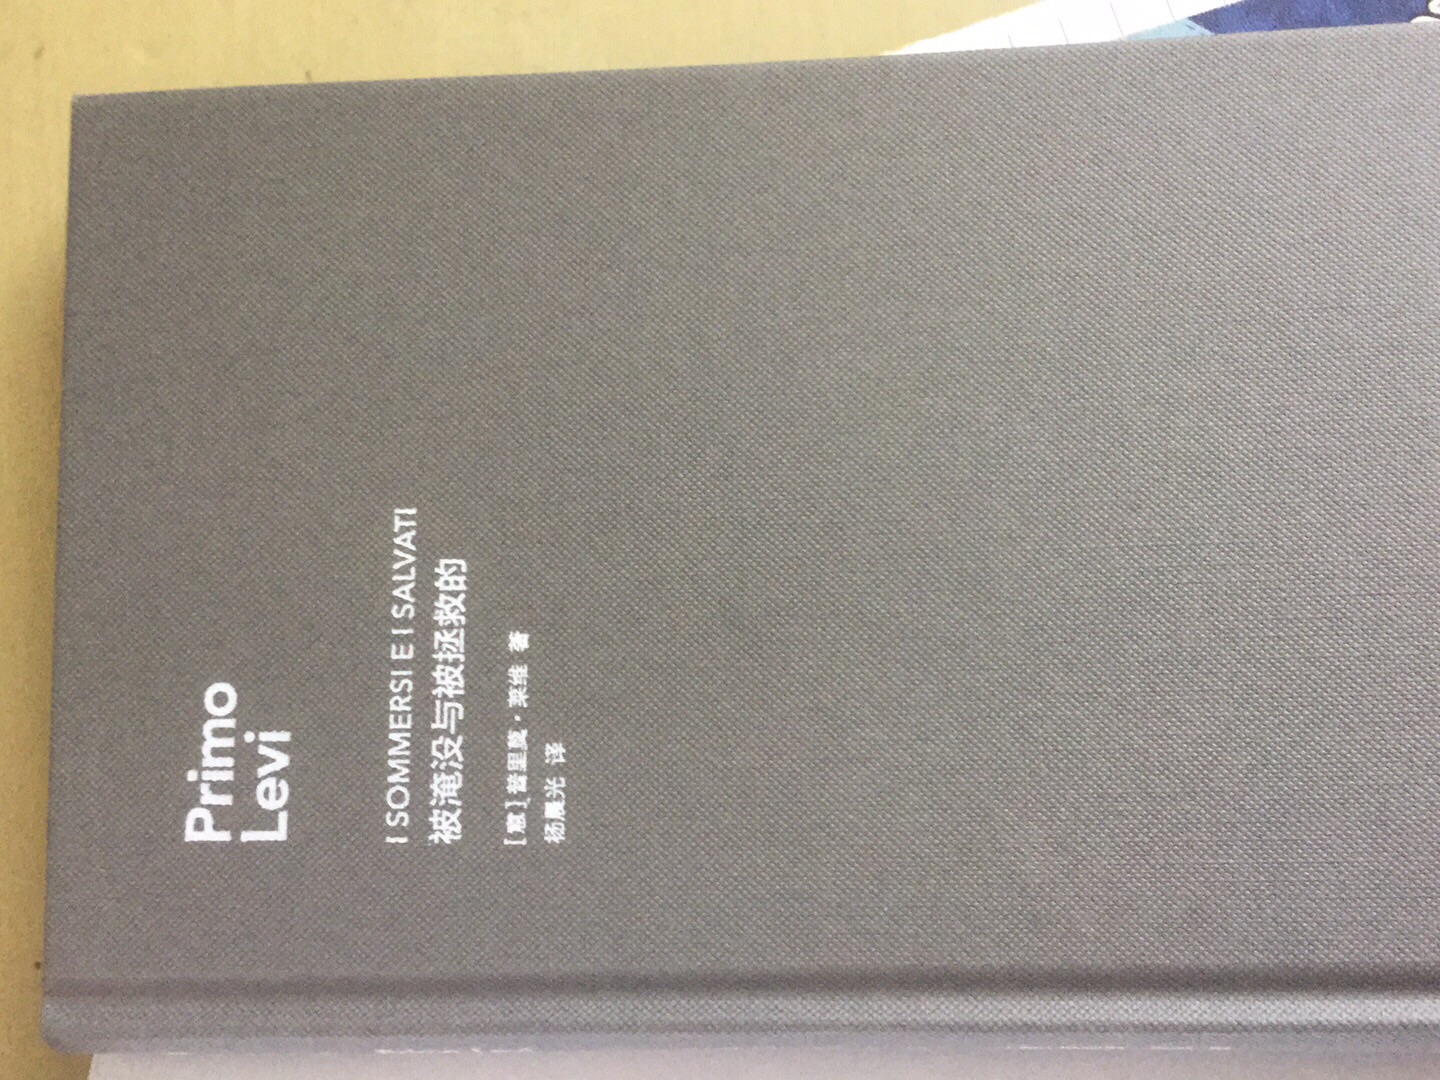 Primo
Levi
I SOMMERSI E I SALVATI
被淹没与被拯救的
[意] 普里莫·莱维 著
杨晨光 译